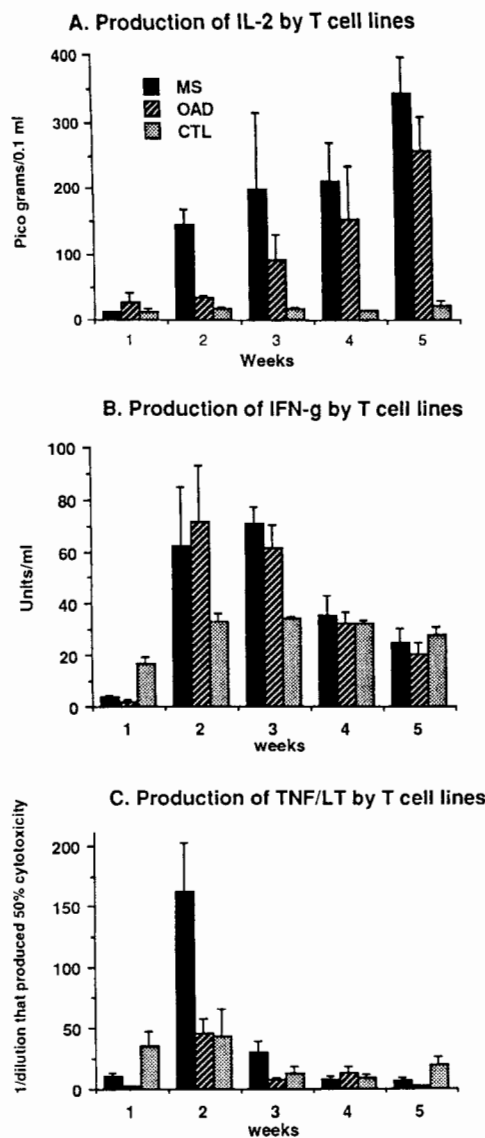 A. Production of IL-2 by T cell lines
400
300
200
100
0
Pico grams/0.1 ml
MS
OAD
CTL
1 2 3 4 5
Weeks
B. Production of IFN-g by T cell lines
100
80
60
40
20
0
Units/ml
1 2 3 4 5
weeks
C. Production of TNF/LT by T cell lines
200
150
100
50
0
1/dilution that produced 50% cytotoxicity
1 2 3 4 5
weeks